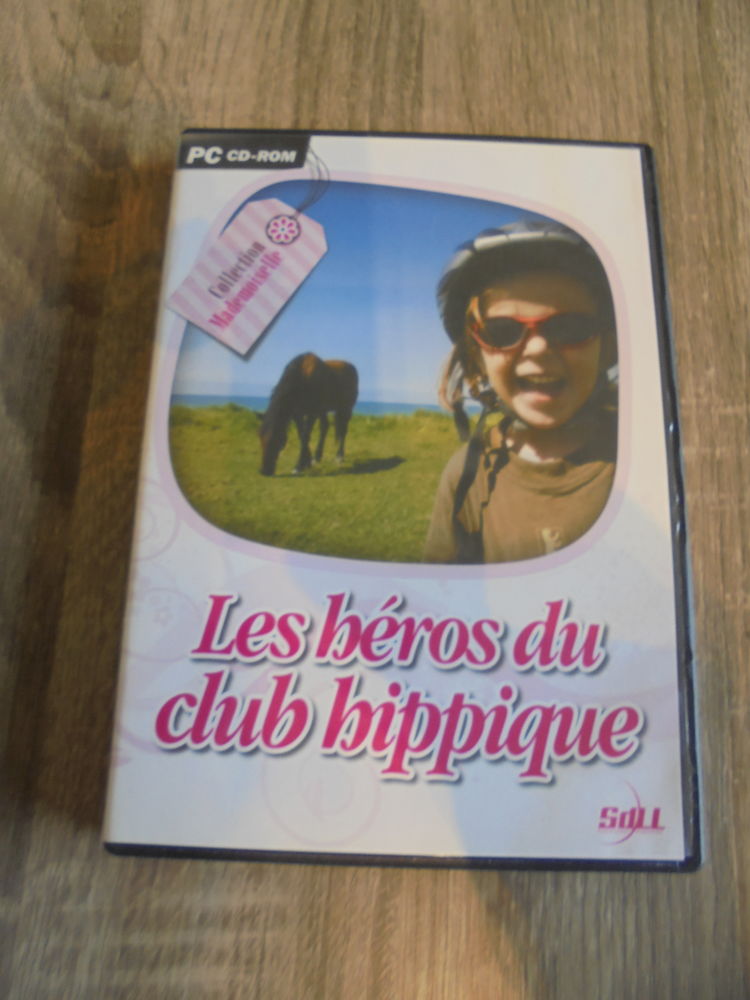 PC CD-ROM
Collection
Mademoiselle
Les héros du
club hippique
SdLL